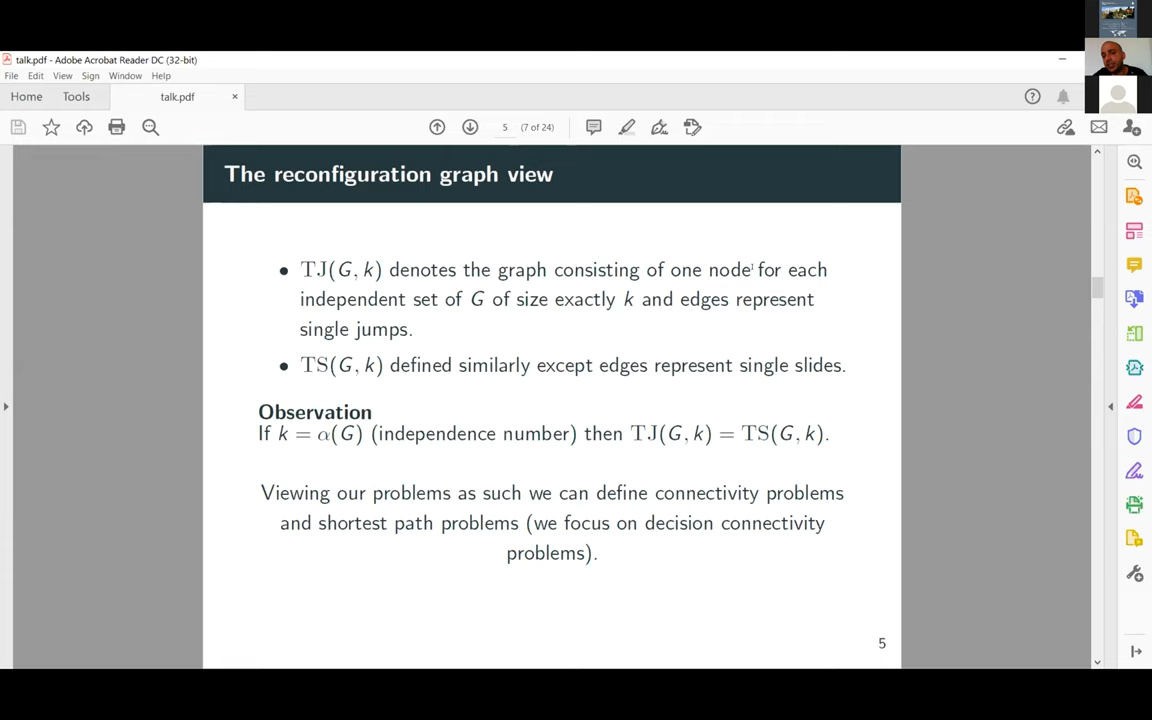 talk.pdf - Adobe Acrobat Reader DC (32-bit)
File Edit View Sign Window Help
Home Tools talk.pdf ×
5 (7 of 24)
The reconfiguration graph view
• TJ(G, k) denotes the graph consisting of one node for each
independent set of G of size exactly k and edges represent
single jumps.
• TS(G, k) defined similarly except edges represent single slides.
Observation
If k = α(G) (independence number) then TJ(G, k) = TS(G, k).
Viewing our problems as such we can define connectivity problems
and shortest path problems (we focus on decision connectivity
problems).
5